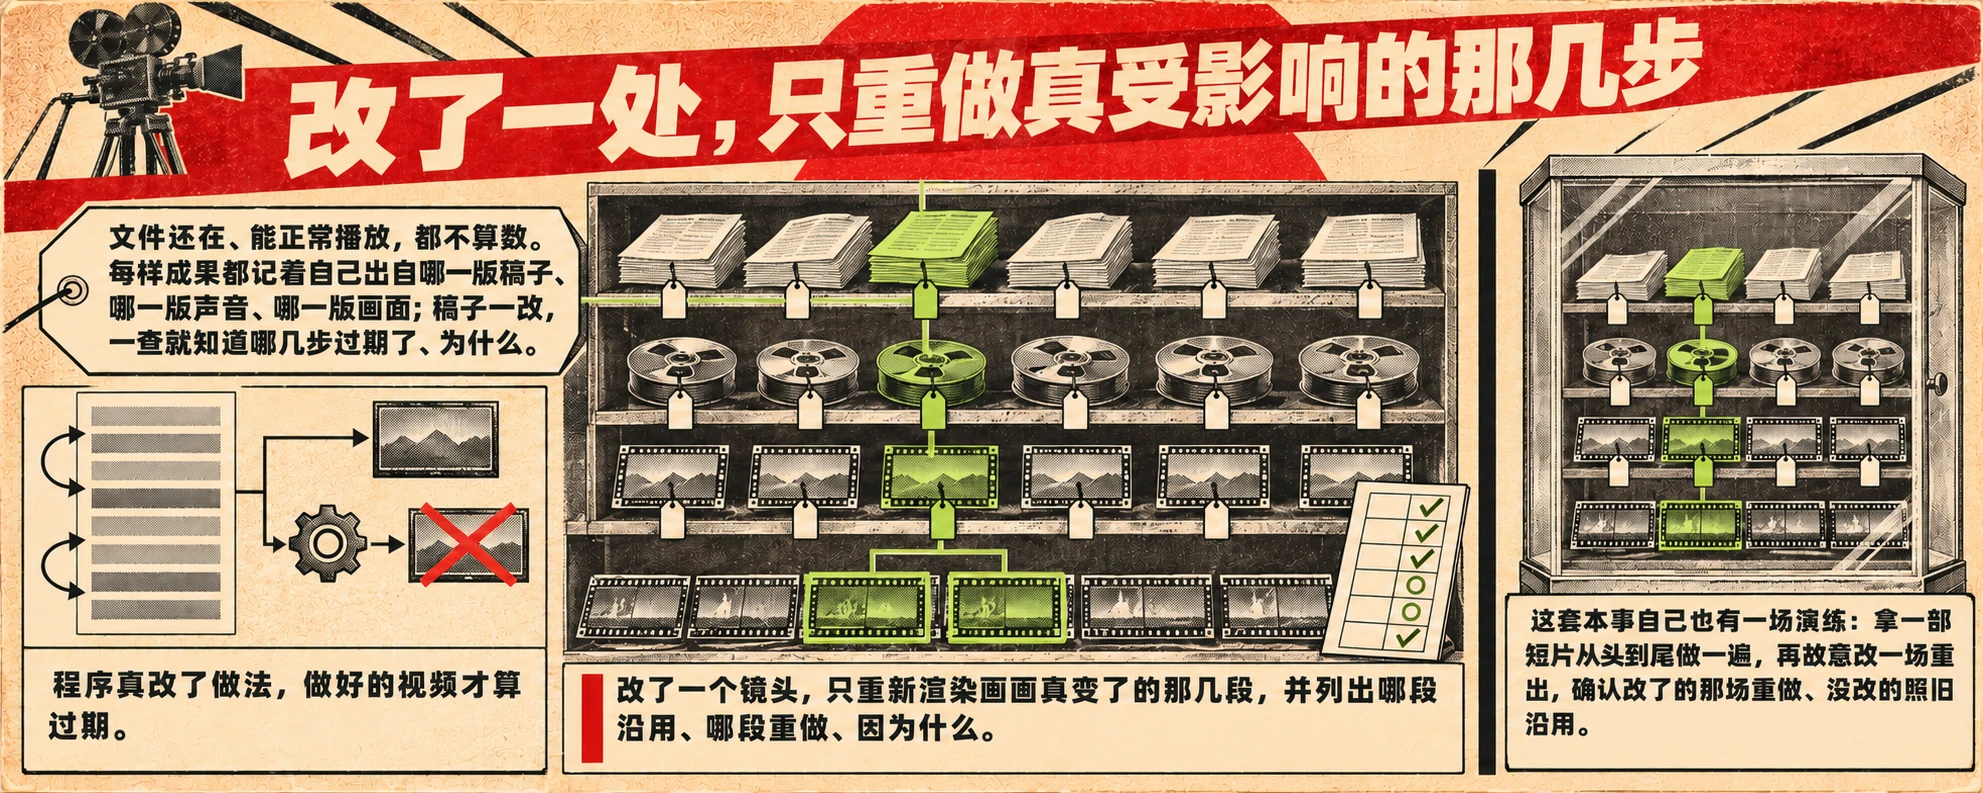 改了一处，只重做真受影响的那几步
文件还在、能正常播放，都不算数。
每样成果都记着自己出自哪一版稿子、
哪一版声音、哪一版画面；稿子一改，
一查就知道哪几步过期了、为什么。
程序真改了做法，做好的视频才算
过期。
改了一个镜头，只重新渲染画画真变了的那几段，并列出哪段
沿用、哪段重做、因为什么。
这套本事自己也有一场演练：拿一部
短片从头到尾做一遍，再故意改一场重
出，确认改了的那场重做、没改的照旧
沿用。